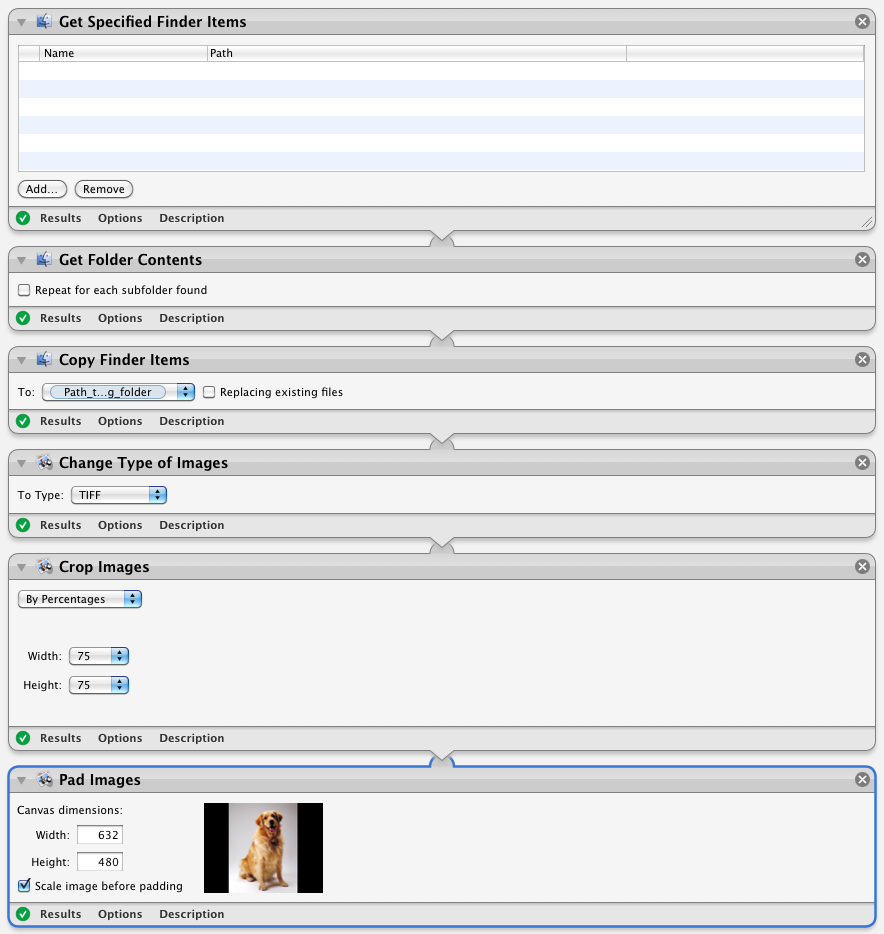 Get Specified Finder Items
Name Path
Add... Remove
Results Options Description
Get Folder Contents
Repeat for each subfolder found
Results Options Description
Copy Finder Items
To: Path_t...g_folder Replacing existing files
Results Options Description
Change Type of Images
To Type: TIFF
Results Options Description
Crop Images
By Percentages
Width: 75
Height: 75
Results Options Description
Pad Images
Canvas dimensions:
Width: 632
Height: 480
Scale image before padding
Results Options Description